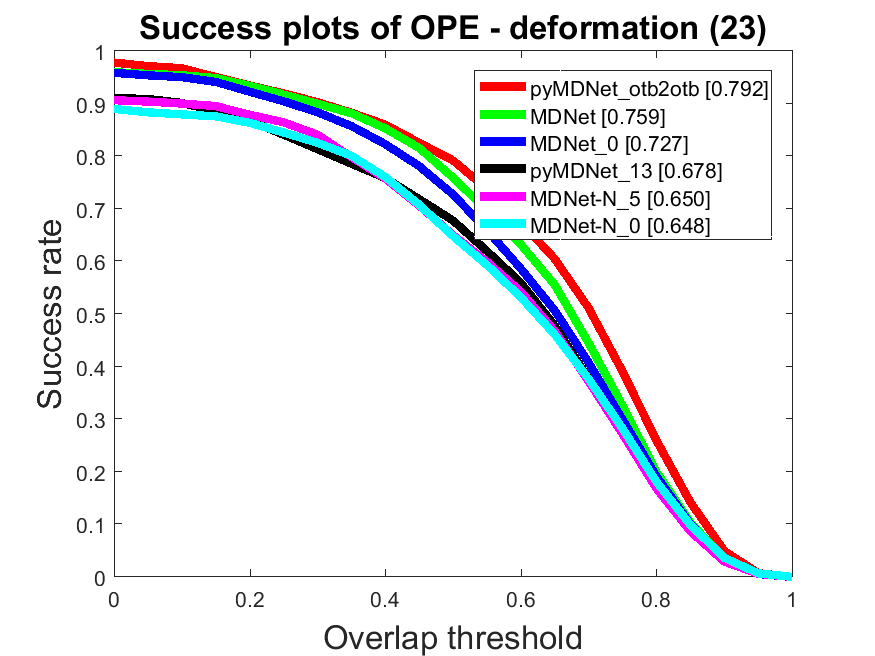 Success plots of OPE - deformation (23)
1
0.9
0.8
0.7
0.6
0.5
0.4
0.3
0.2
0.1
0
Success rate
pyMDNet_otb2otb [0.792]
MDNet [0.759]
MDNet_0 [0.727]
pyMDNet_13 [0.678]
MDNet-N_5 [0.650]
MDNet-N_0 [0.648]
0 0.2 0.4 0.6 0.8 1
Overlap threshold